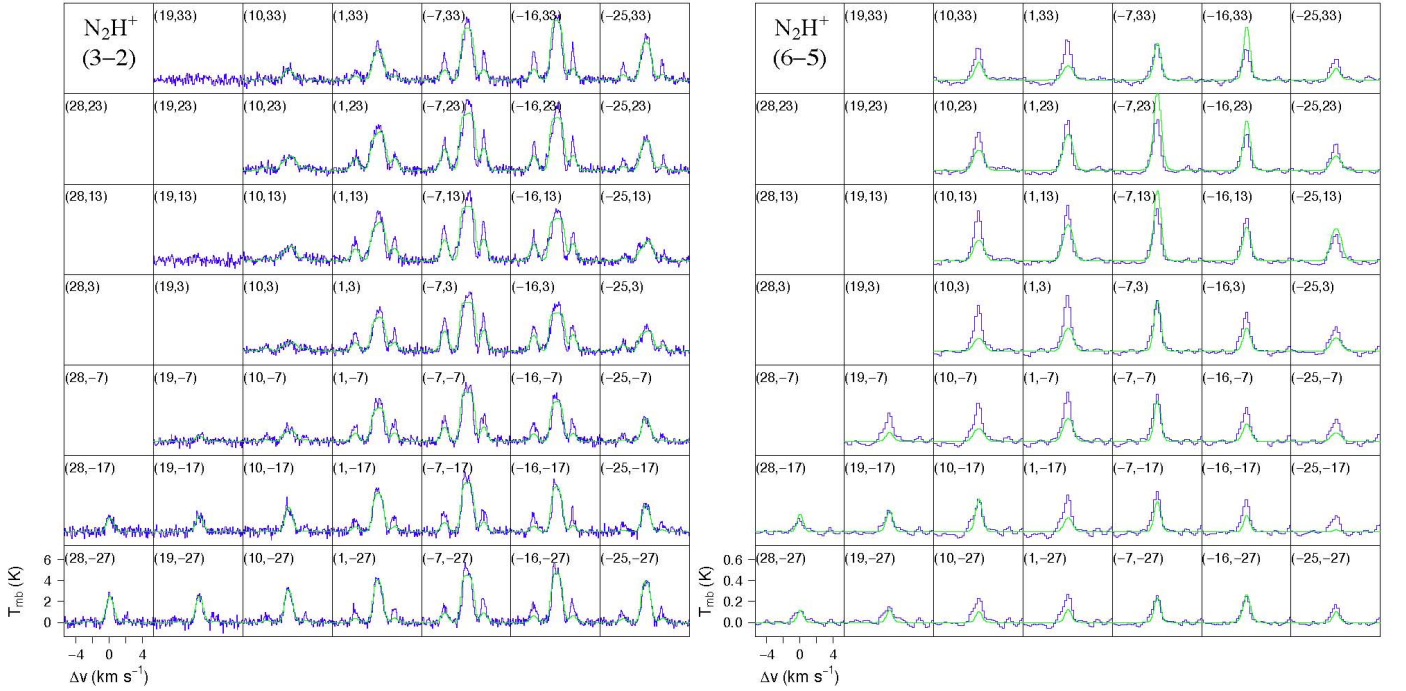 N2H+
(3−2)
(19,33) (10,33) (1,33) (−7,33) (−16,33) (−25,33)
(28,23) (19,23) (10,23) (1,23) (−7,23) (−16,23) (−25,23)
(28,13) (19,13) (10,13) (1,13) (−7,13) (−16,13) (−25,13)
(28,3) (19,3) (10,3) (1,3) (−7,3) (−16,3) (−25,3)
(28,−7) (19,−7) (10,−7) (1,−7) (−7,−7) (−16,−7) (−25,−7)
(28,−17) (19,−17) (10,−17) (1,−17) (−7,−17) (−16,−17) (−25,−17)
(28,−27) (19,−27) (10,−27) (1,−27) (−7,−27) (−16,−27) (−25,−27)
6
4
2
0
Tmb (K)
−4 0 4
Δv (km s−1)
N2H+
(6−5)
(19,33) (10,33) (1,33) (−7,33) (−16,33) (−25,33)
(28,23) (19,23) (10,23) (1,23) (−7,23) (−16,23) (−25,23)
(28,13) (19,13) (10,13) (1,13) (−7,13) (−16,13) (−25,13)
(28,3) (19,3) (10,3) (1,3) (−7,3) (−16,3) (−25,3)
(28,−7) (19,−7) (10,−7) (1,−7) (−7,−7) (−16,−7) (−25,−7)
(28,−17) (19,−17) (10,−17) (1,−17) (−7,−17) (−16,−17) (−25,−17)
(28,−27) (19,−27) (10,−27) (1,−27) (−7,−27) (−16,−27) (−25,−27)
0.6
0.4
0.2
0.0
Tmb (K)
−4 0 4
Δv (km s−1)